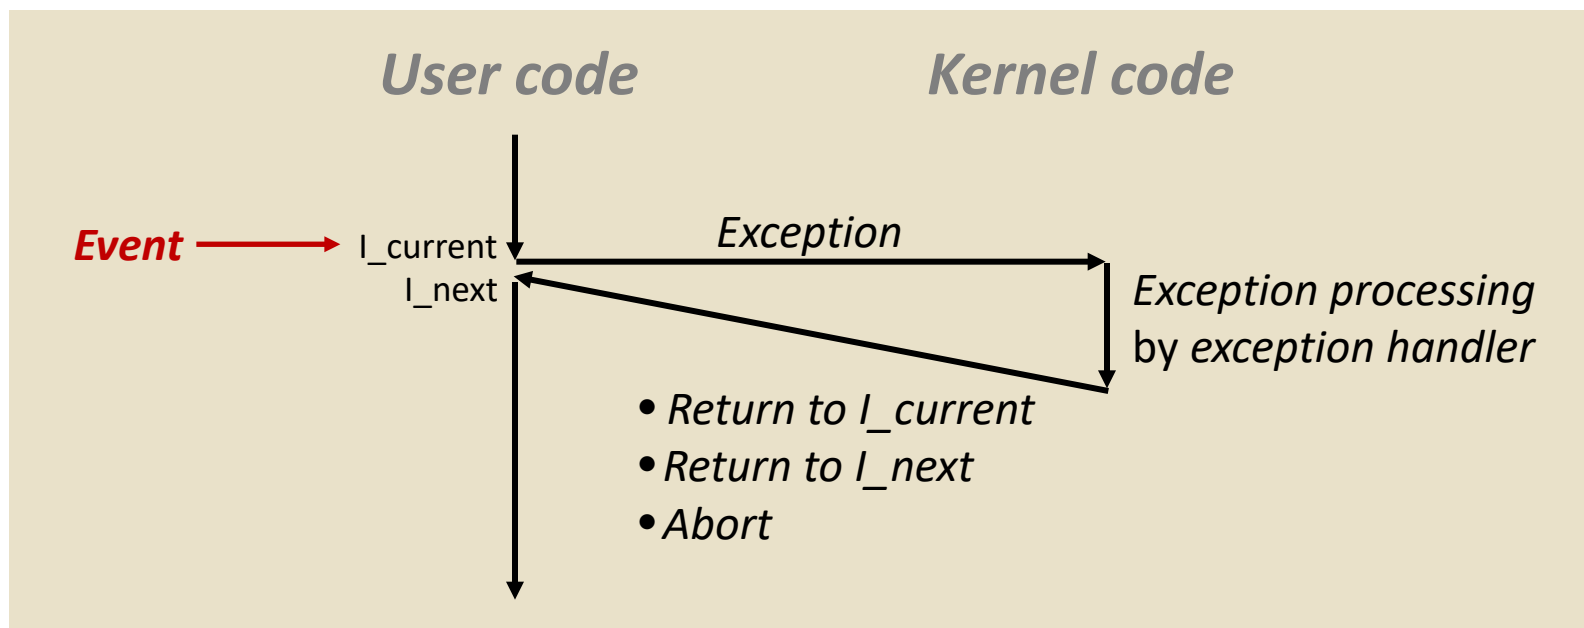 User code
Kernel code
Event
I_current
Exception
I_next
Exception processing
by exception handler
• Return to I_current
• Return to I_next
• Abort